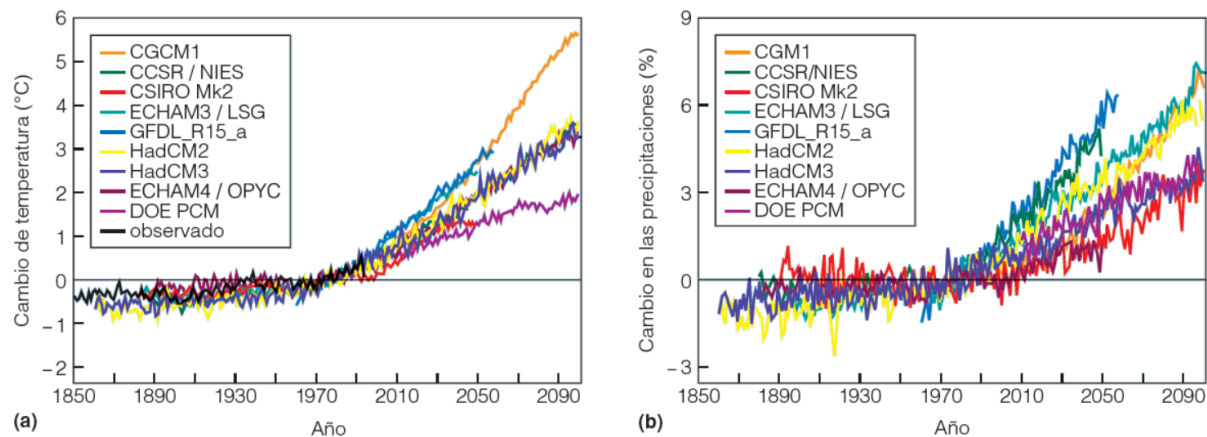 6
5
4
3
2
1
0
−1
−2
Cambio de temperatura (°C)
CGCM1
CCSR / NIES
CSIRO Mk2
ECHAM3 / LSG
GFDL_R15_a
HadCM2
HadCM3
ECHAM4 / OPYC
DOE PCM
observado
1850 1890 1930 1970 2010 2050 2090
Año
(a)
9
6
3
0
−3
Cambio en las precipitaciones (%)
CGM1
CCSR/NIES
CSIRO Mk2
ECHAM3 / LSG
GFDL_R15_a
HadCM2
HadCM3
ECHAM4 / OPYC
DOE PCM
1850 1890 1930 1970 2010 2050 2090
Año
(b)